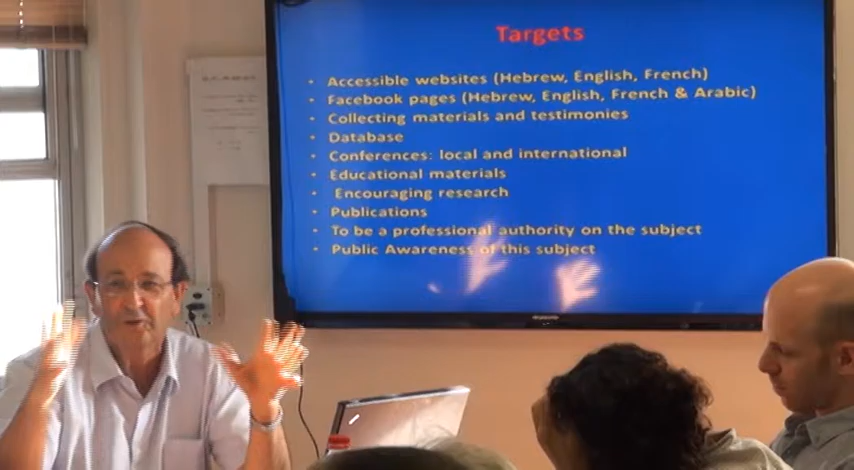 Targets
• Accessible websites (Hebrew, English, French)
• Facebook pages (Hebrew, English, French & Arabic)
• Collecting materials and testimonies
• Database
• Conferences: local and international
• Educational materials
• Encouraging research
• Publications
• To be a professional authority on the subject
• Public Awareness of this subject